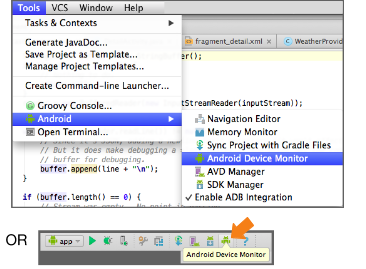 Tools VCS Window Help
Tasks & Contexts
Generate JavaDoc...
Save Project as Template...
Manage Project Templates...
Create Command-line Launcher...
Groovy Console...
Android
Open Terminal...
fragment_detail.xml × WeatherProvid
er();
StreamReader(inputStream));
Navigation Editor
Memory Monitor
Sync Project with Gradle Files
Android Device Monitor
AVD Manager
SDK Manager
✓ Enable ADB Integration
// But it does make debugging a
// buffer for debugging.
buffer.append(line + "\n");
}
if (buffer.length() == 0) {
OR
app
?
Android Device Monitor